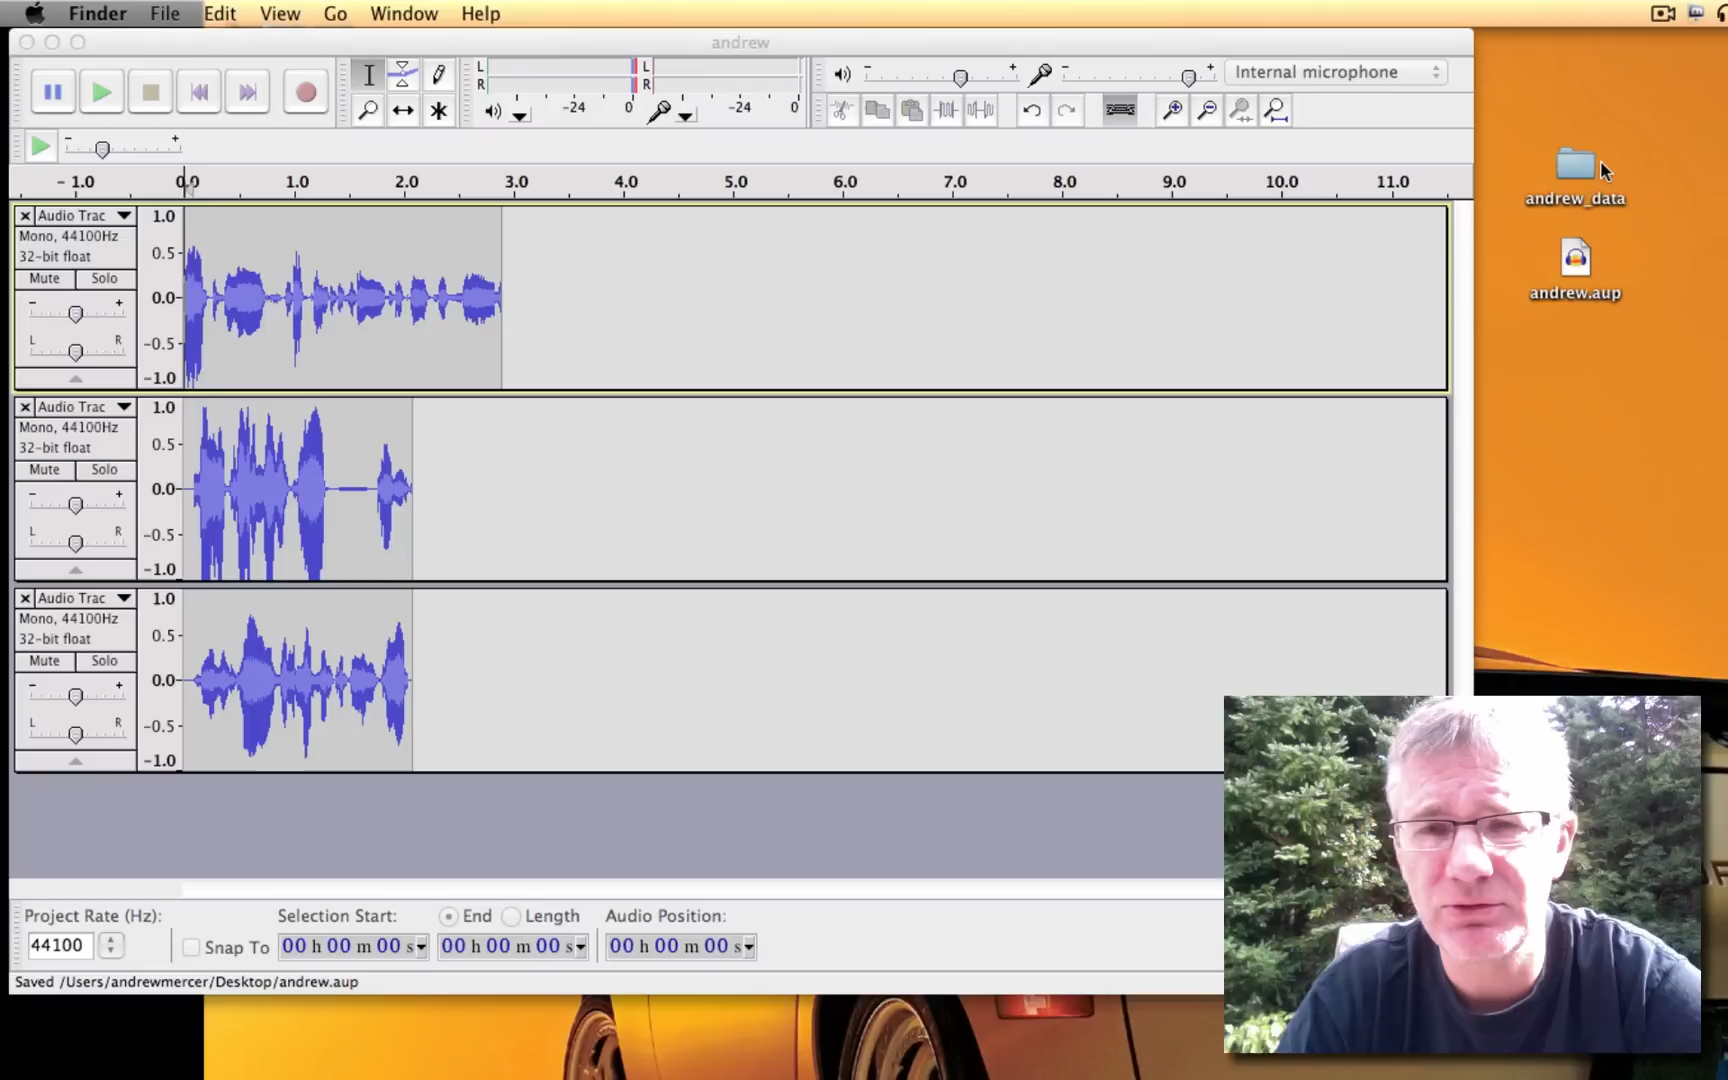 Finder File Edit View Go Window Help
andrew
L
R
-24 0
L
R
-24 0
- +
- +
Internal microphone
- +
- 1.0 0.0 1.0 2.0 3.0 4.0 5.0 6.0 7.0 8.0 9.0 10.0 11.0
Audio Trac
Mono, 44100Hz
32-bit float
Mute Solo
- +
L R
1.0
0.5
0.0
-0.5
-1.0
Audio Trac
Mono, 44100Hz
32-bit float
Mute Solo
- +
L R
1.0
0.5
0.0
-0.5
-1.0
Audio Trac
Mono, 44100Hz
32-bit float
Mute Solo
- +
L R
1.0
0.5
0.0
-0.5
-1.0
andrew_data
andrew.aup
Project Rate (Hz):
44100
Snap To
Selection Start:
00 h 00 m 00 s
End Length
00 h 00 m 00 s
Audio Position:
00 h 00 m 00 s
Saved /Users/andrewmercer/Desktop/andrew.aup